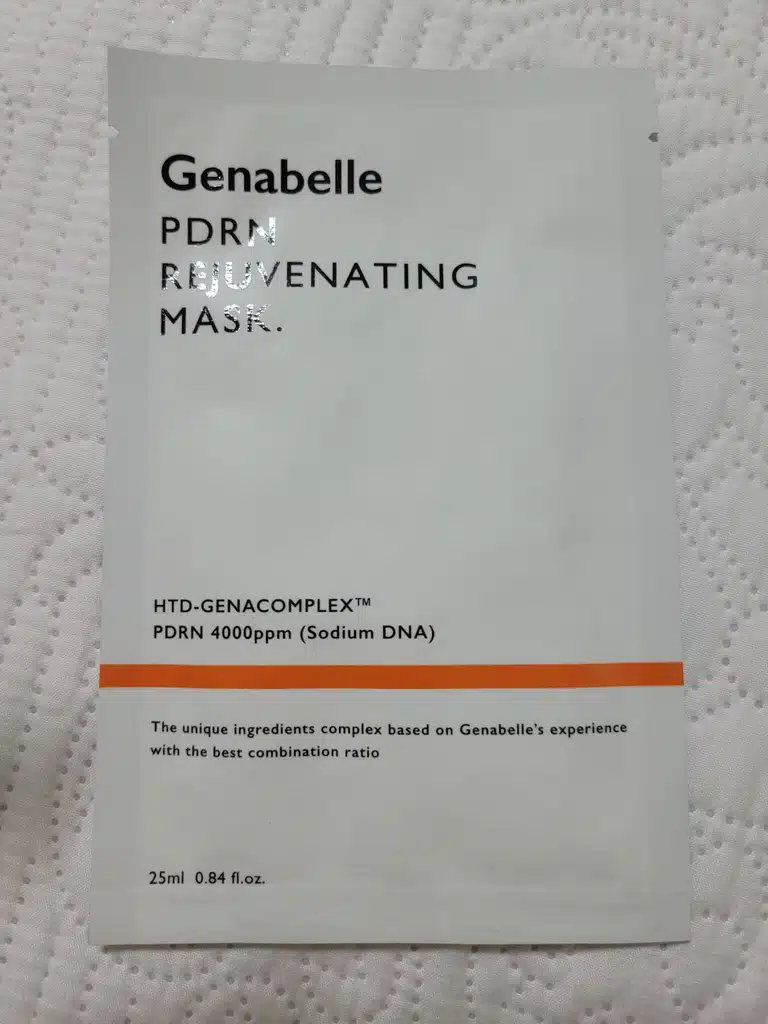 Genabelle
PDRN
REJUVENATING
MASK.
HTD-GENACOMPLEX™
PDRN 4000ppm (Sodium DNA)
The unique ingredients complex based on Genabelle's experience
with the best combination ratio
25ml 0.84 fl.oz.